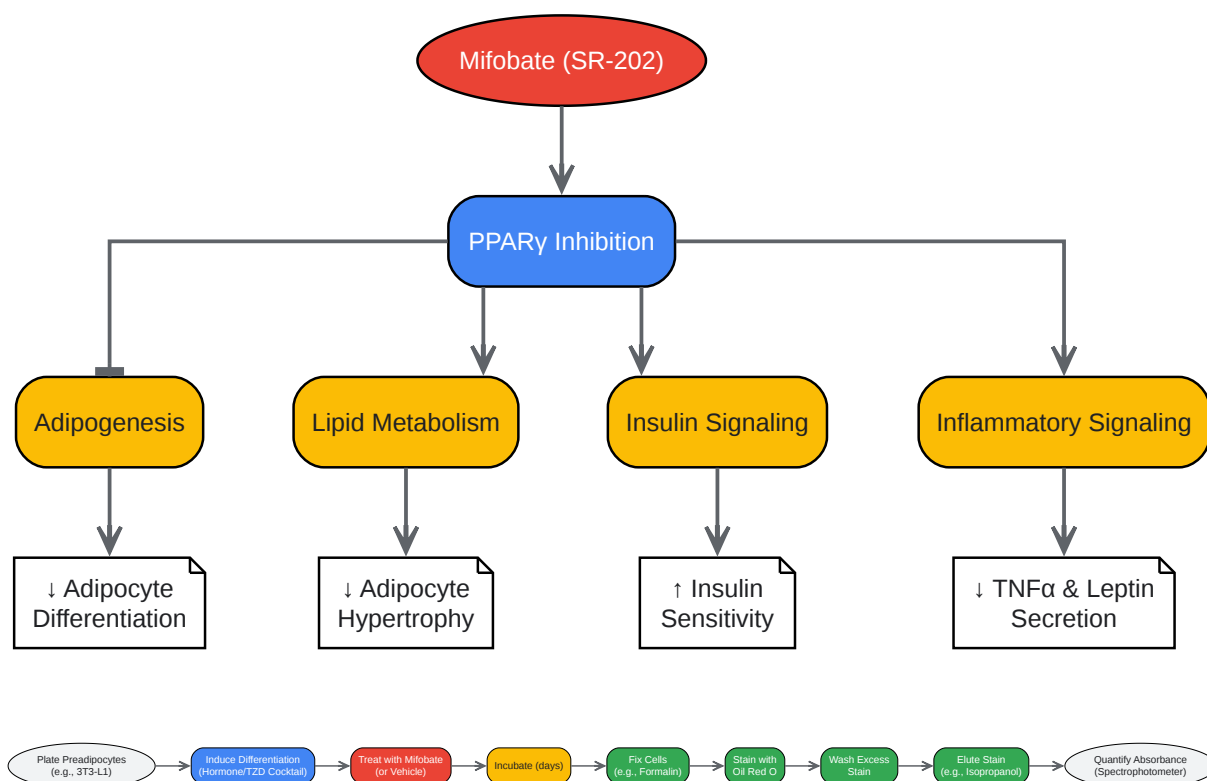 Mifobate (SR-202)
PPARγ Inhibition
Adipogenesis
Lipid Metabolism
Insulin Signaling
Inflammatory Signaling
↓ Adipocyte
Differentiation
↓ Adipocyte
Hypertrophy
↑ Insulin
Sensitivity
↓ TNFα & Leptin
Secretion
Plate Preadipocytes
(e.g., 3T3-L1)
Induce Differentiation
(Hormone/TZD Cocktail)
Treat with Mifobate
(or Vehicle)
Incubate (days)
Fix Cells
(e.g., Formalin)
Stain with
Oil Red O
Wash Excess
Stain
Elute Stain
(e.g., Isopropanol)
Quantify Absorbance
(Spectrophotometer)